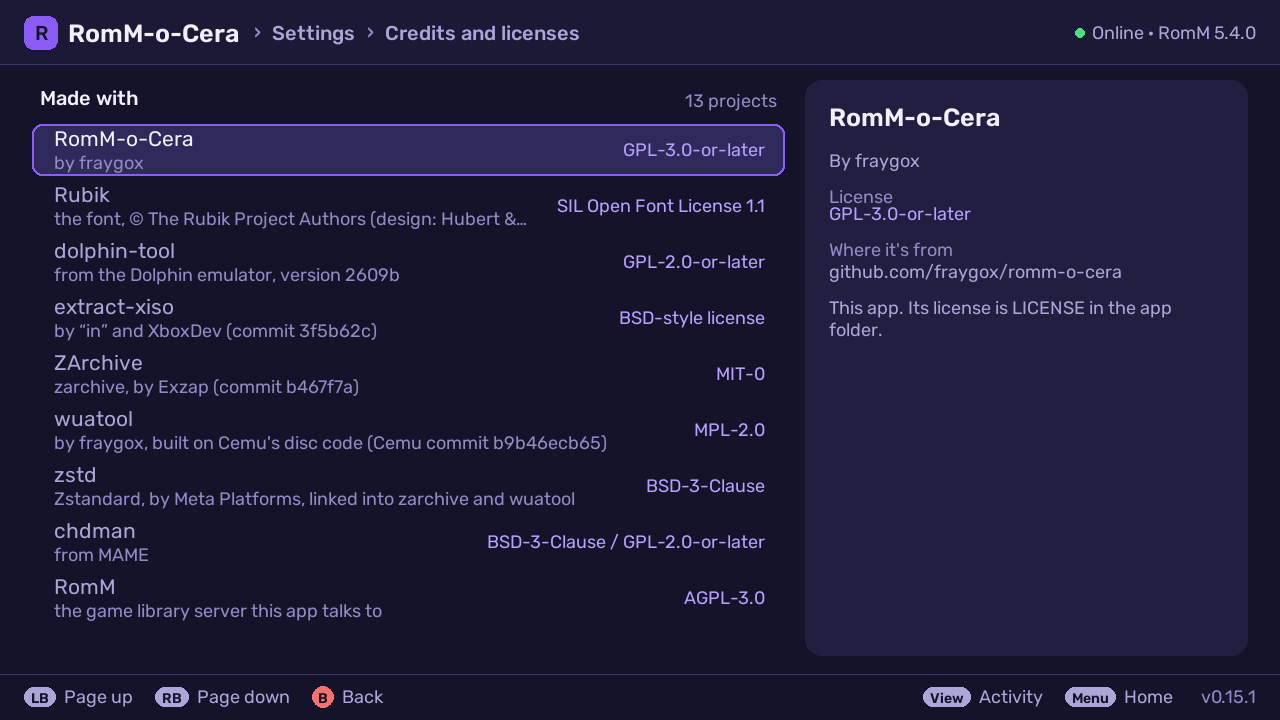 R RomM-o-Cera › Settings › Credits and licenses
Online • RomM 5.4.0
Made with
13 projects
RomM-o-Cera
by fraygox
GPL-3.0-or-later
Rubik
the font, © The Rubik Project Authors (design: Hubert &...
SIL Open Font License 1.1
dolphin-tool
from the Dolphin emulator, version 2609b
GPL-2.0-or-later
extract-xiso
by “in” and XboxDev (commit 3f5b62c)
BSD-style license
ZArchive
zarchive, by Exzap (commit b467f7a)
MIT-0
wuatool
by fraygox, built on Cemu's disc code (Cemu commit b9b46ecb65)
MPL-2.0
zstd
Zstandard, by Meta Platforms, linked into zarchive and wuatool
BSD-3-Clause
chdman
from MAME
BSD-3-Clause / GPL-2.0-or-later
RomM
the game library server this app talks to
AGPL-3.0
RomM-o-Cera
By fraygox
License
GPL-3.0-or-later
Where it's from
github.com/fraygox/romm-o-cera
This app. Its license is LICENSE in the app
folder.
LB Page up RB Page down B Back
View Activity Menu Home v0.15.1